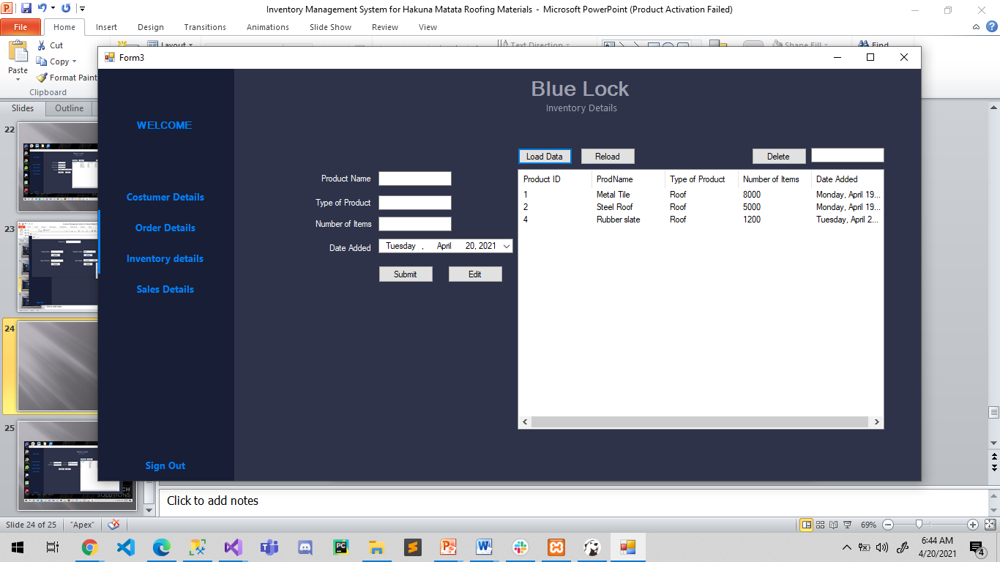 Inventory Management System for Hakuna Matata Roofing Materials - Microsoft PowerPoint (Product Activation Failed)
File Home Insert Design Transitions Animations Slide Show Review View
Paste
Cut
Copy
Format Paint
Clipboard
Layout
Text Direction
Shape Fill
Find
Slides Outline
22
23
24
25
Form3
WELCOME
Costumer Details
Order Details
Inventory details
Sales Details
Sign Out
Blue Lock
Inventory Details
Product Name
Type of Product
Number of Items
Date Added Tuesday , April 20, 2021
Submit Edit
Load Data Reload Delete
Product ID ProdName Type of Product Number of Items Date Added
1 Metal Tile Roof 8000 Monday, April 19...
2 Steel Roof Roof 5000 Monday, April 19...
4 Rubber slate Roof 1200 Tuesday, April 2...
SOLUTIONS
Click to add notes
Slide 24 of 25 "Apex" 69%
6:44 AM
4/20/2021
4